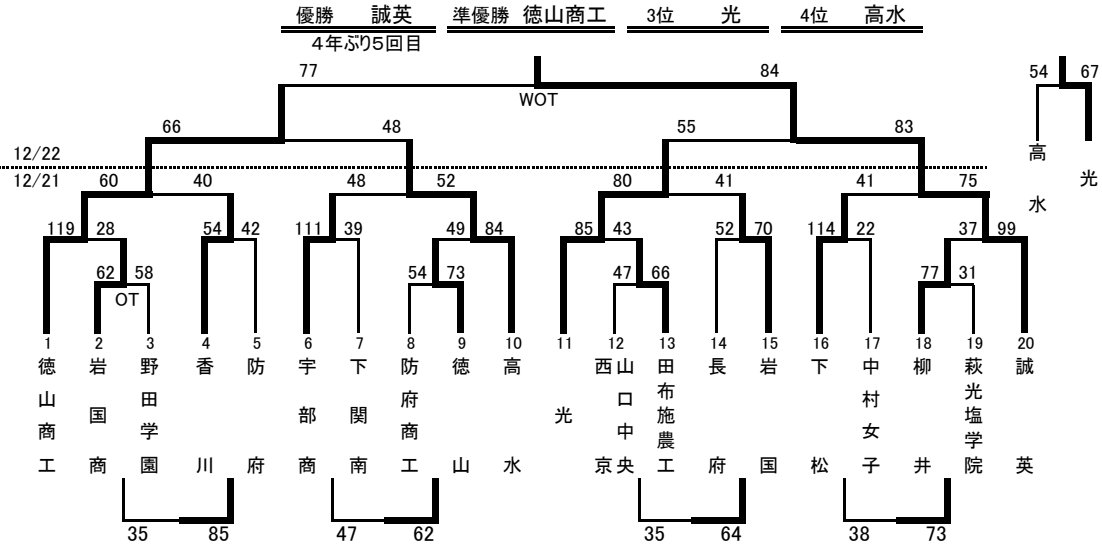 優勝 誠英 準優勝 徳山商工 3位 光 4位 高水
4年ぶり5回目
77 84 54 67
WOT
66 48 55 83
12/22
高水 光
12/21
60 40 48 52 80 41 41 75
119 28 54 42 111 39 49 84 85 43 52 70 114 22 37 99
62 58 54 73 47 66 77 31
OT
1 2 3 4 5 6 7 8 9 10 11 12 13 14 15 16 17 18 19 20
徳山商工
岩国商
野田学園
香川
防府
宇部商
下関南
防府商工
徳山
高水
光
西京
山口中央
田布施農工
長府
岩国
下松
中村女子
柳井
萩光塩学院
誠英
35 85 47 62 35 64 38 73